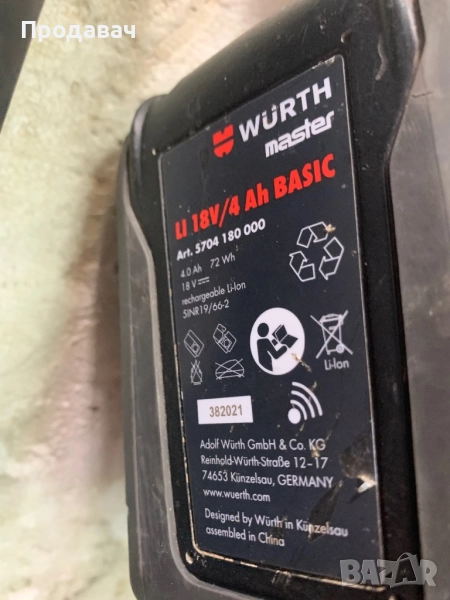 Продавач
WÜRTH
master
LI 18V/4 Ah BASIC
Art. 5704 180 000
4.0 Ah 72 Wh
18 V
rechargeable Li-Ion
5INR19/66-2
Li-Ion
382021
Adolf Würth GmbH & Co. KG
Reinhold-Würth-Straße 12–17
74653 Künzelsau, GERMANY
www.wuerth.com
Designed by Würth in Künzelsau
assembled in China
BAZAR